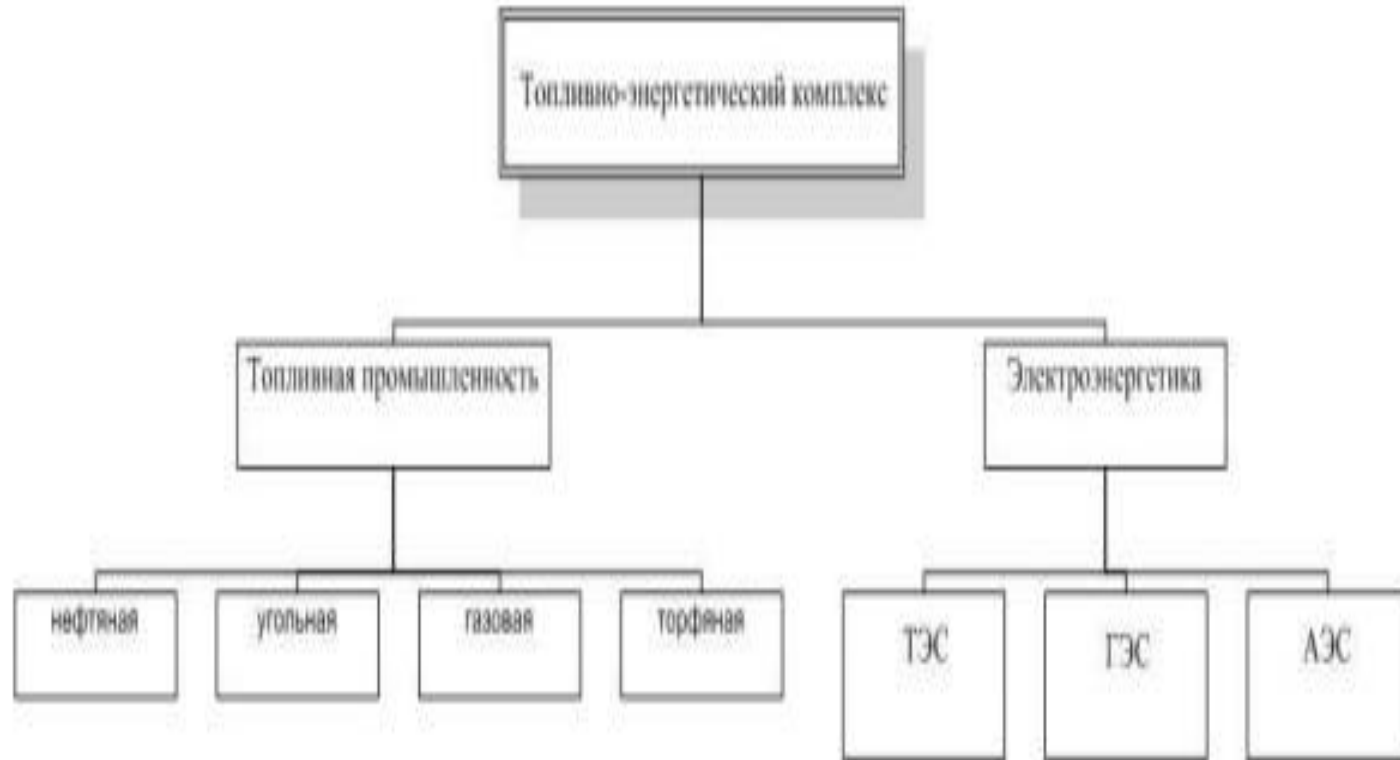 Топливно-энергетический комплекс
Топливная промышленность
Электроэнергетика
нефтяная
угольная
газовая
торфяная
ТЭС
ГЭС
АЭС